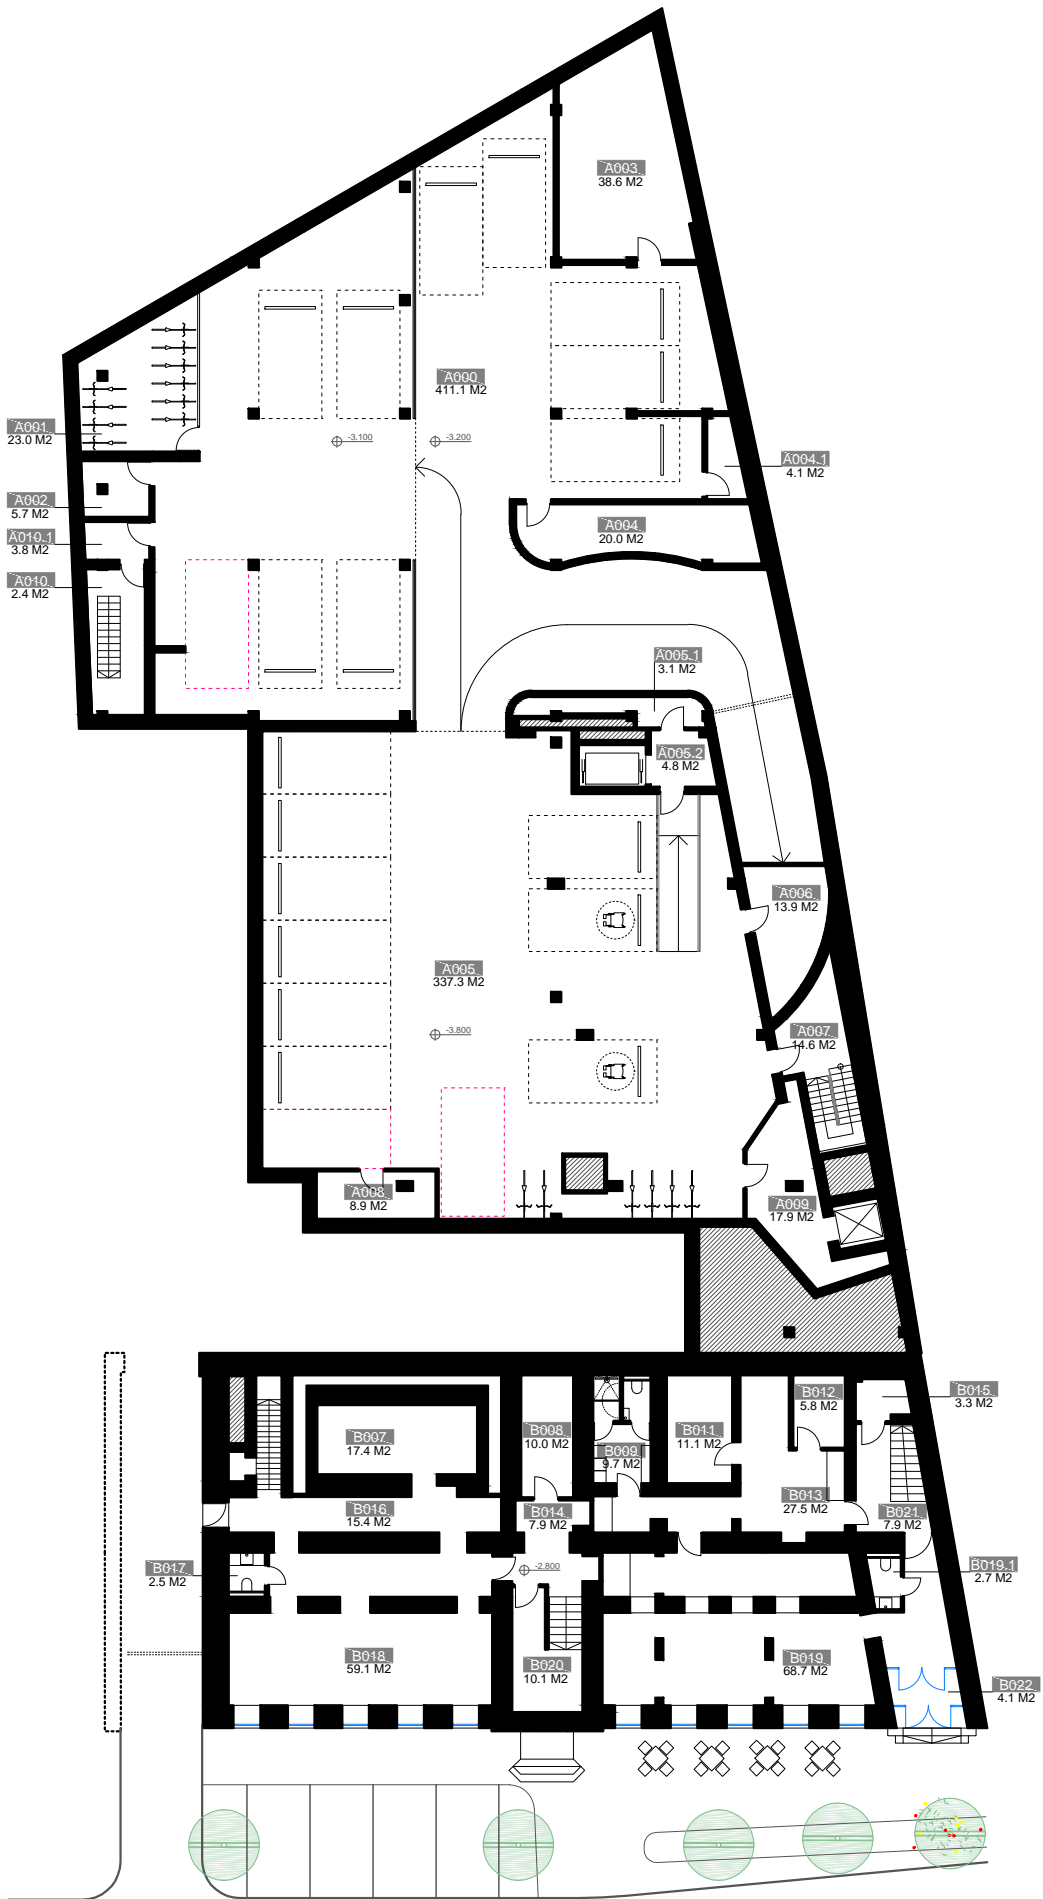 A003
38.6 M2
A000
411.1 M2
A001
23.0 M2
-3.100
-3.200
A004.1
4.1 M2
A002
5.7 M2
A004
20.0 M2
A010.1
3.8 M2
A010
2.4 M2
A005.1
3.1 M2
A005.2
4.8 M2
A006
13.9 M2
A005
337.3 M2
-3.800
A007
14.6 M2
A008
8.9 M2
A009
17.9 M2
B015
3.3 M2
B012
5.8 M2
B007
17.4 M2
B008
10.0 M2
B009
9.7 M2
B011
11.1 M2
B013
27.5 M2
B016
15.4 M2
B014
7.9 M2
B021
7.9 M2
B017
2.5 M2
-2.800
B019.1
2.7 M2
B018
59.1 M2
B020
10.1 M2
B019
68.7 M2
B022
4.1 M2